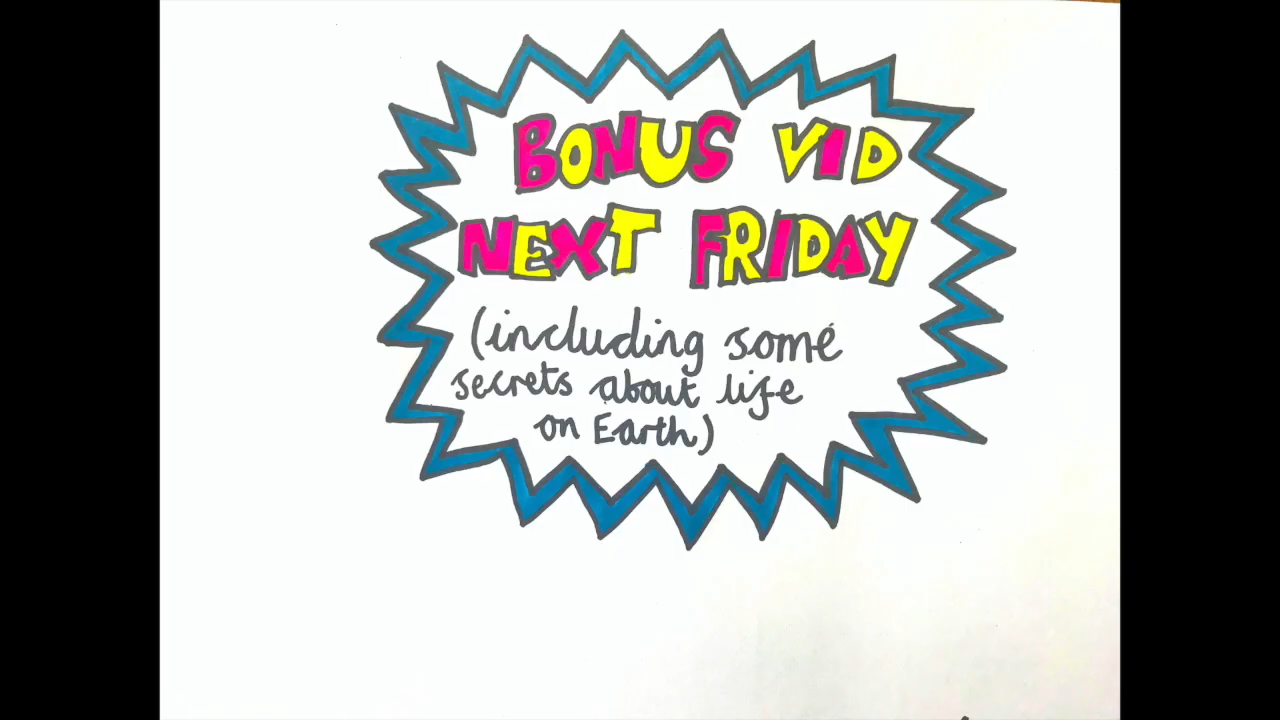 BONUS VID
NEXT FRIDAY
(including some
secrets about life
on Earth)